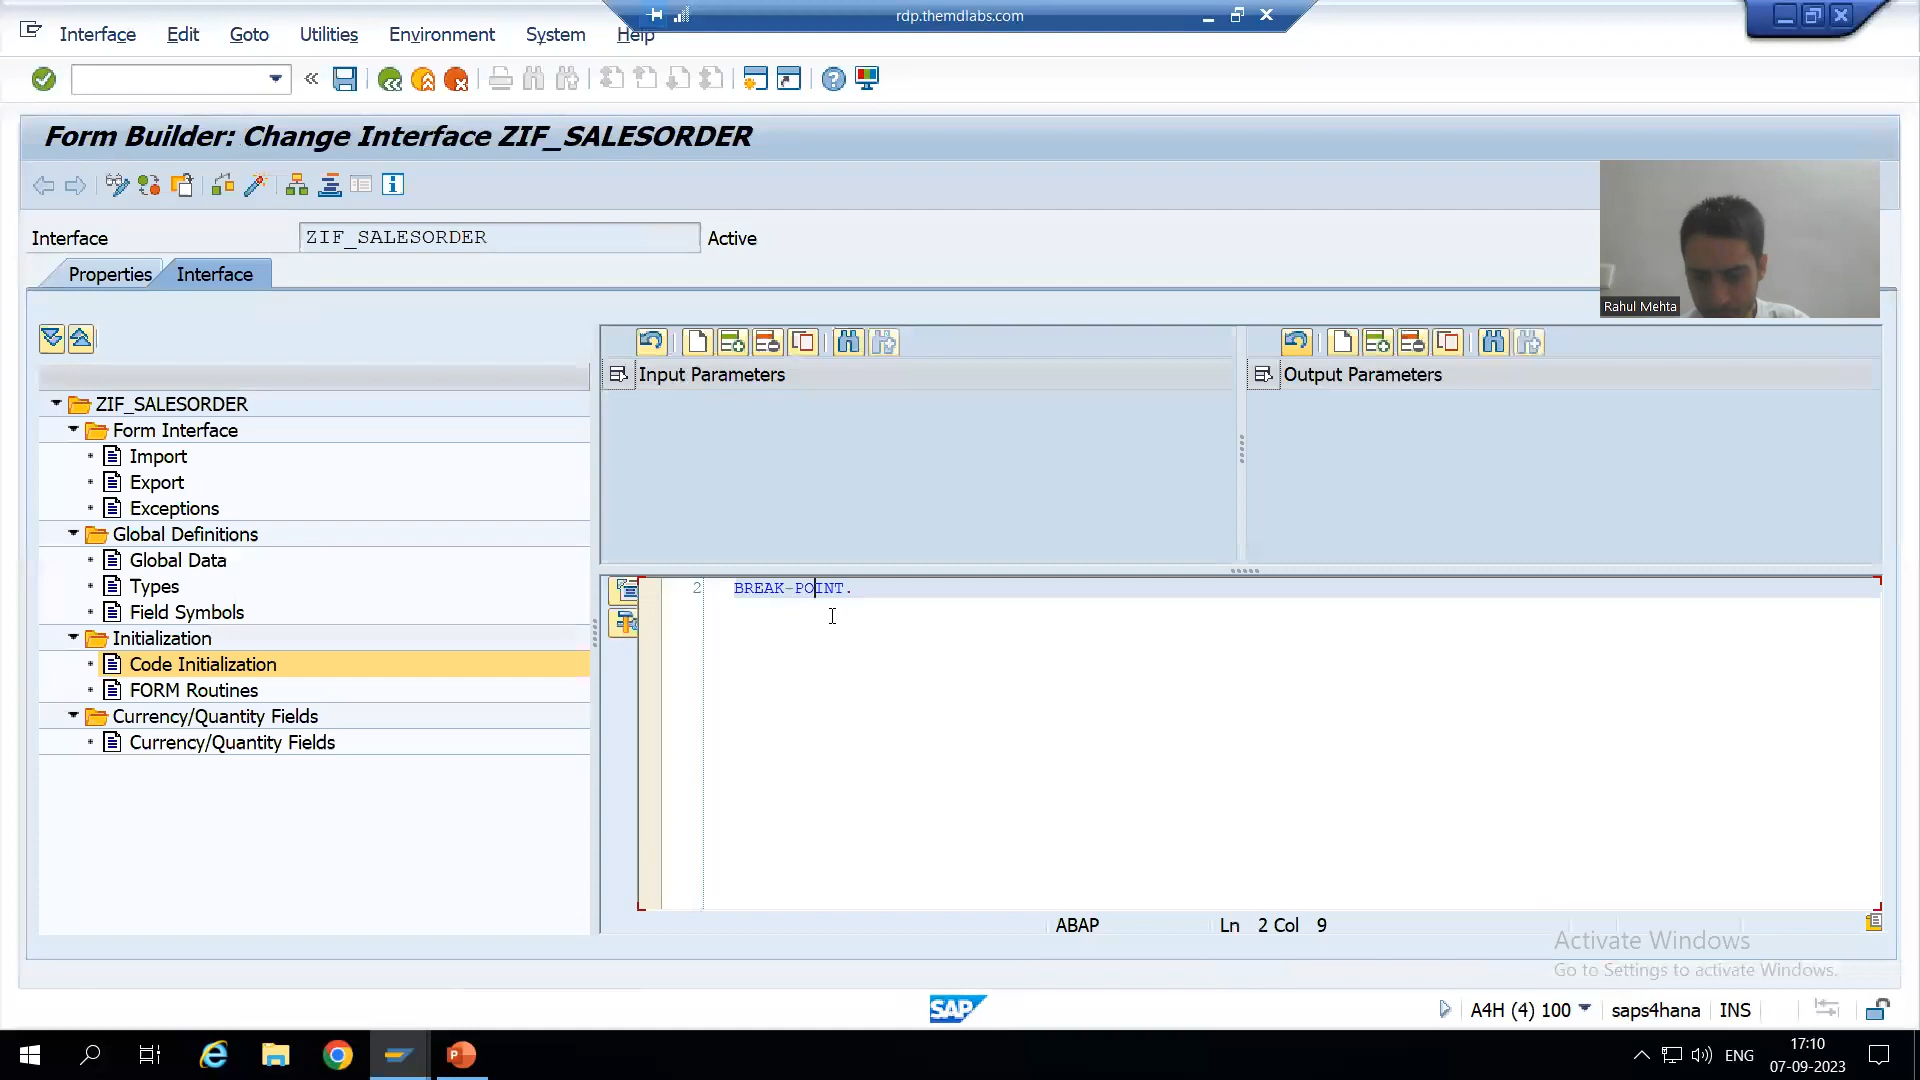 rdp.themdlabs.com
Interface Edit Goto Utilities Environment System Help
Form Builder: Change Interface ZIF_SALESORDER
Interface ZIF_SALESORDER Active
Properties Interface
Rahul Mehta
Input Parameters Output Parameters
ZIF_SALESORDER
Form Interface
Import
Export
Exceptions
Global Definitions
Global Data
Types
Field Symbols
Initialization
Code Initialization
FORM Routines
Currency/Quantity Fields
Currency/Quantity Fields
2 BREAK-POINT.
ABAP Ln 2 Col 9
Activate Windows
Go to Settings to activate Windows.
SAP A4H (4) 100 saps4hana INS
ENG 17:10
07-09-2023